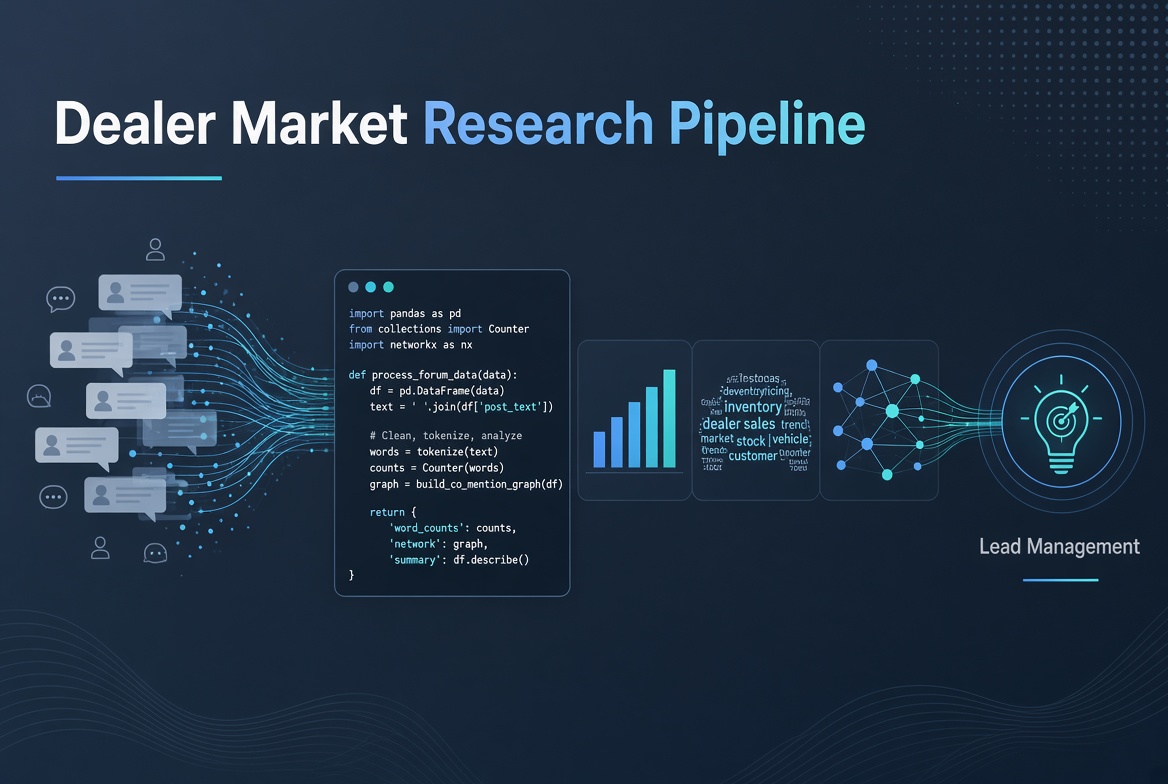 Dealer Market Research Pipeline
import pandas as pd
from collections import Counter
import networkx as nx
def process_forum_data(data):
df = pd.DataFrame(data)
text = ' '.join(df['post_text'])
# Clean, tokenize, analyze
words = tokenize(text)
counts = Counter(words)
graph = build_co_mention_graph(df)
return {
'word_counts': counts,
'network': graph,
'summary': df.describe()
}
inventory
dealer sales trend
market stock vehicle
customer
Lead Management